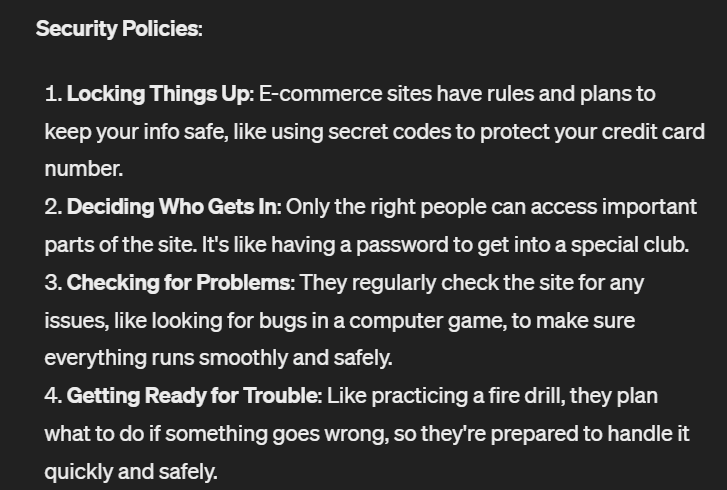 Security Policies:
1. Locking Things Up: E-commerce sites have rules and plans to
keep your info safe, like using secret codes to protect your credit card
number.
2. Deciding Who Gets In: Only the right people can access important
parts of the site. It's like having a password to get into a special club.
3. Checking for Problems: They regularly check the site for any
issues, like looking for bugs in a computer game, to make sure
everything runs smoothly and safely.
4. Getting Ready for Trouble: Like practicing a fire drill, they plan
what to do if something goes wrong, so they're prepared to handle it
quickly and safely.